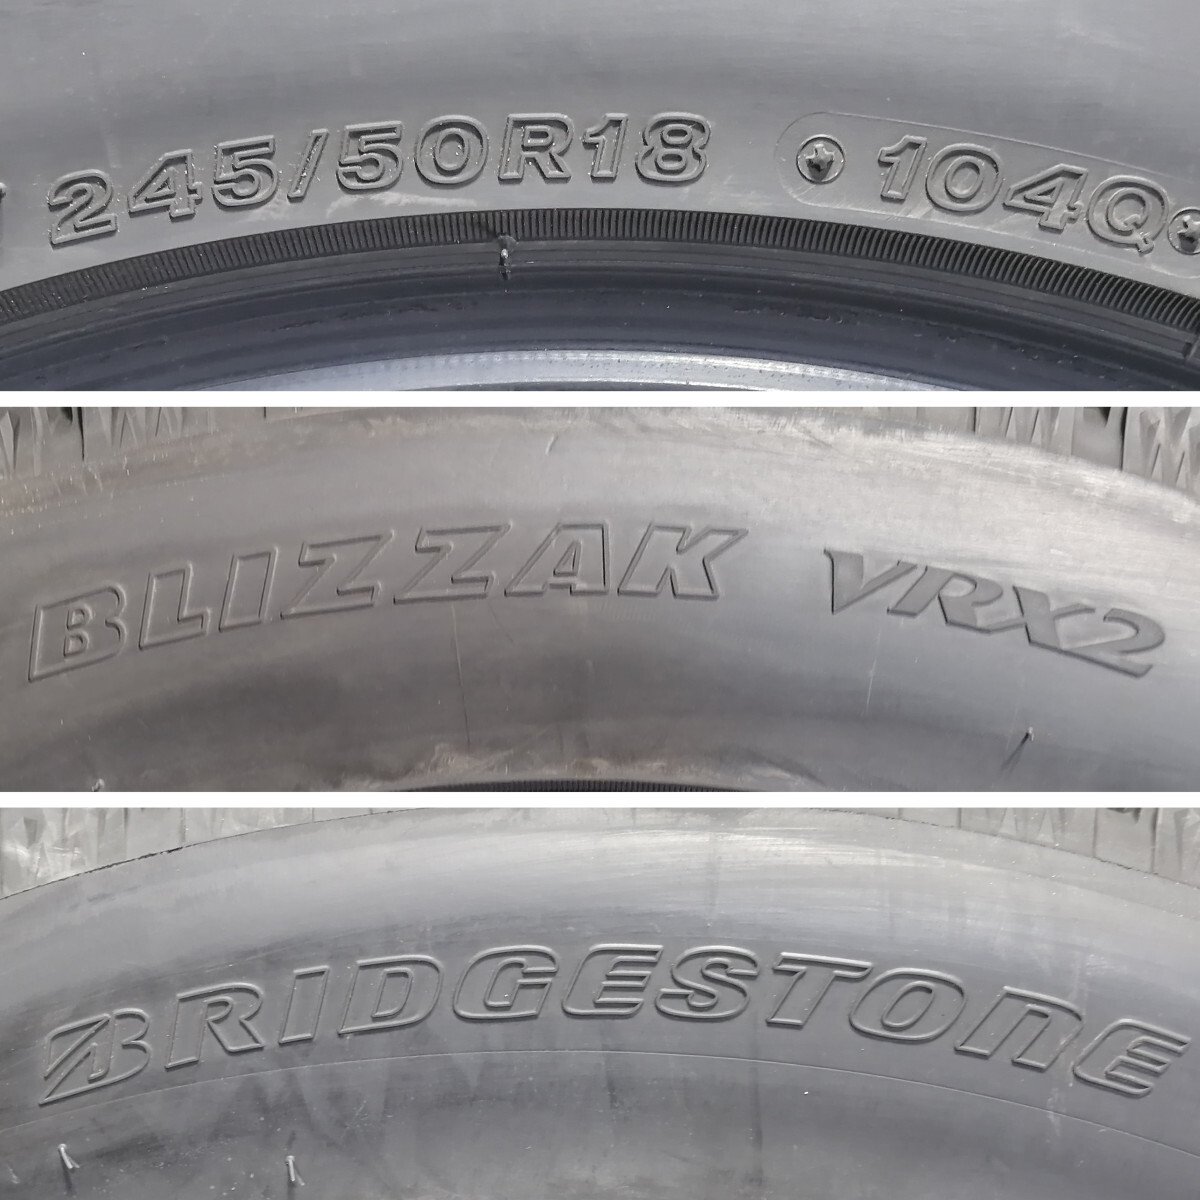 245/50R18 104Q
BLIZZAK VRX2
BRIDGESTONE